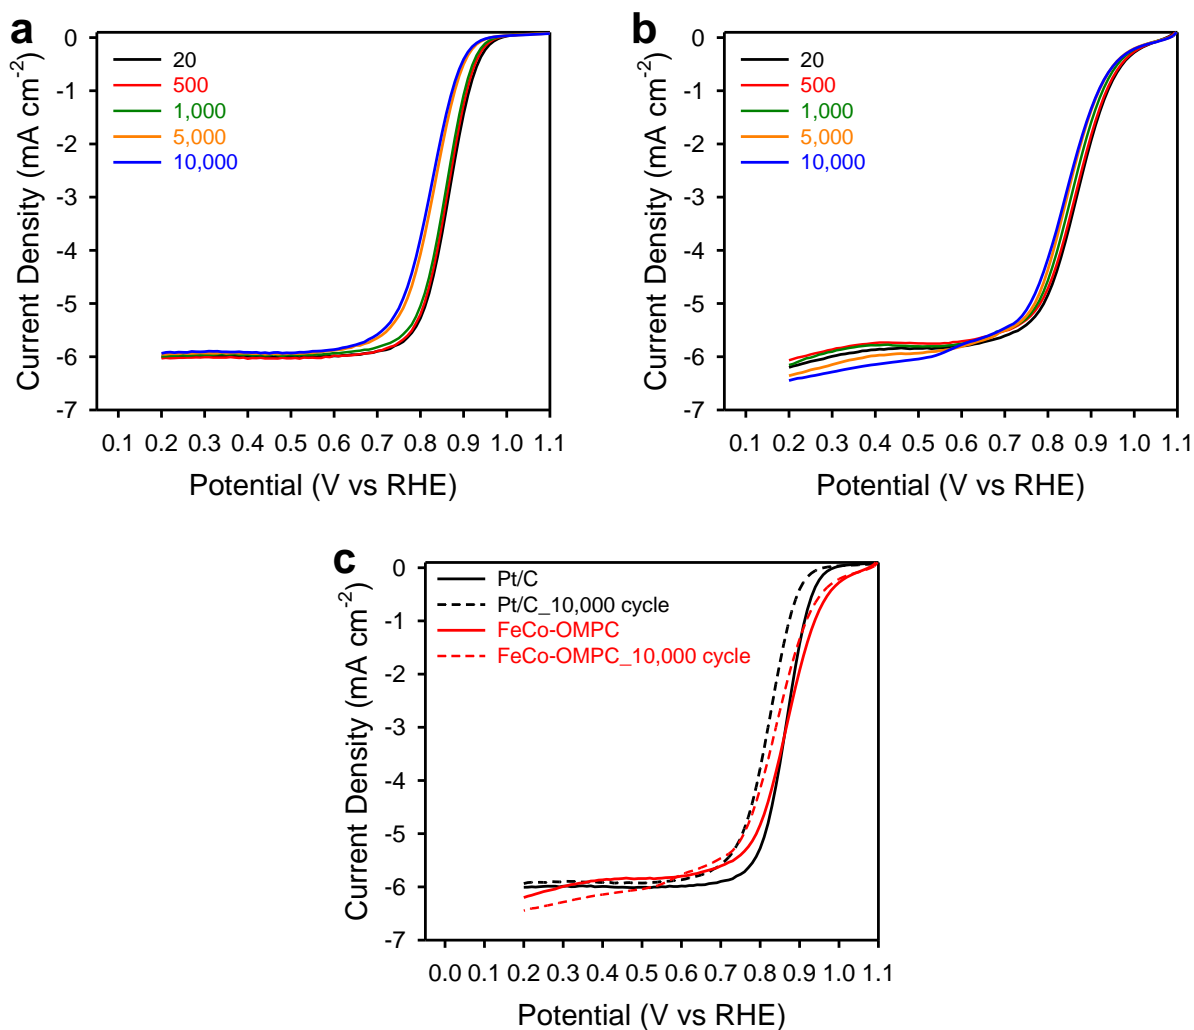 a
0
-1
-2
-3
-4
-5
-6
-7
Current Density (mA cm-2)
20
500
1,000
5,000
10,000
0.1 0.2 0.3 0.4 0.5 0.6 0.7 0.8 0.9 1.0 1.1
Potential (V vs RHE)
b
0
-1
-2
-3
-4
-5
-6
-7
Current Density (mA cm-2)
20
500
1,000
5,000
10,000
0.1 0.2 0.3 0.4 0.5 0.6 0.7 0.8 0.9 1.0 1.1
Potential (V vs RHE)
c
0
-1
-2
-3
-4
-5
-6
-7
Current Density (mA cm-2)
Pt/C
Pt/C_10,000 cycle
FeCo-OMPC
FeCo-OMPC_10,000 cycle
0.0 0.1 0.2 0.3 0.4 0.5 0.6 0.7 0.8 0.9 1.0 1.1
Potential (V vs RHE)